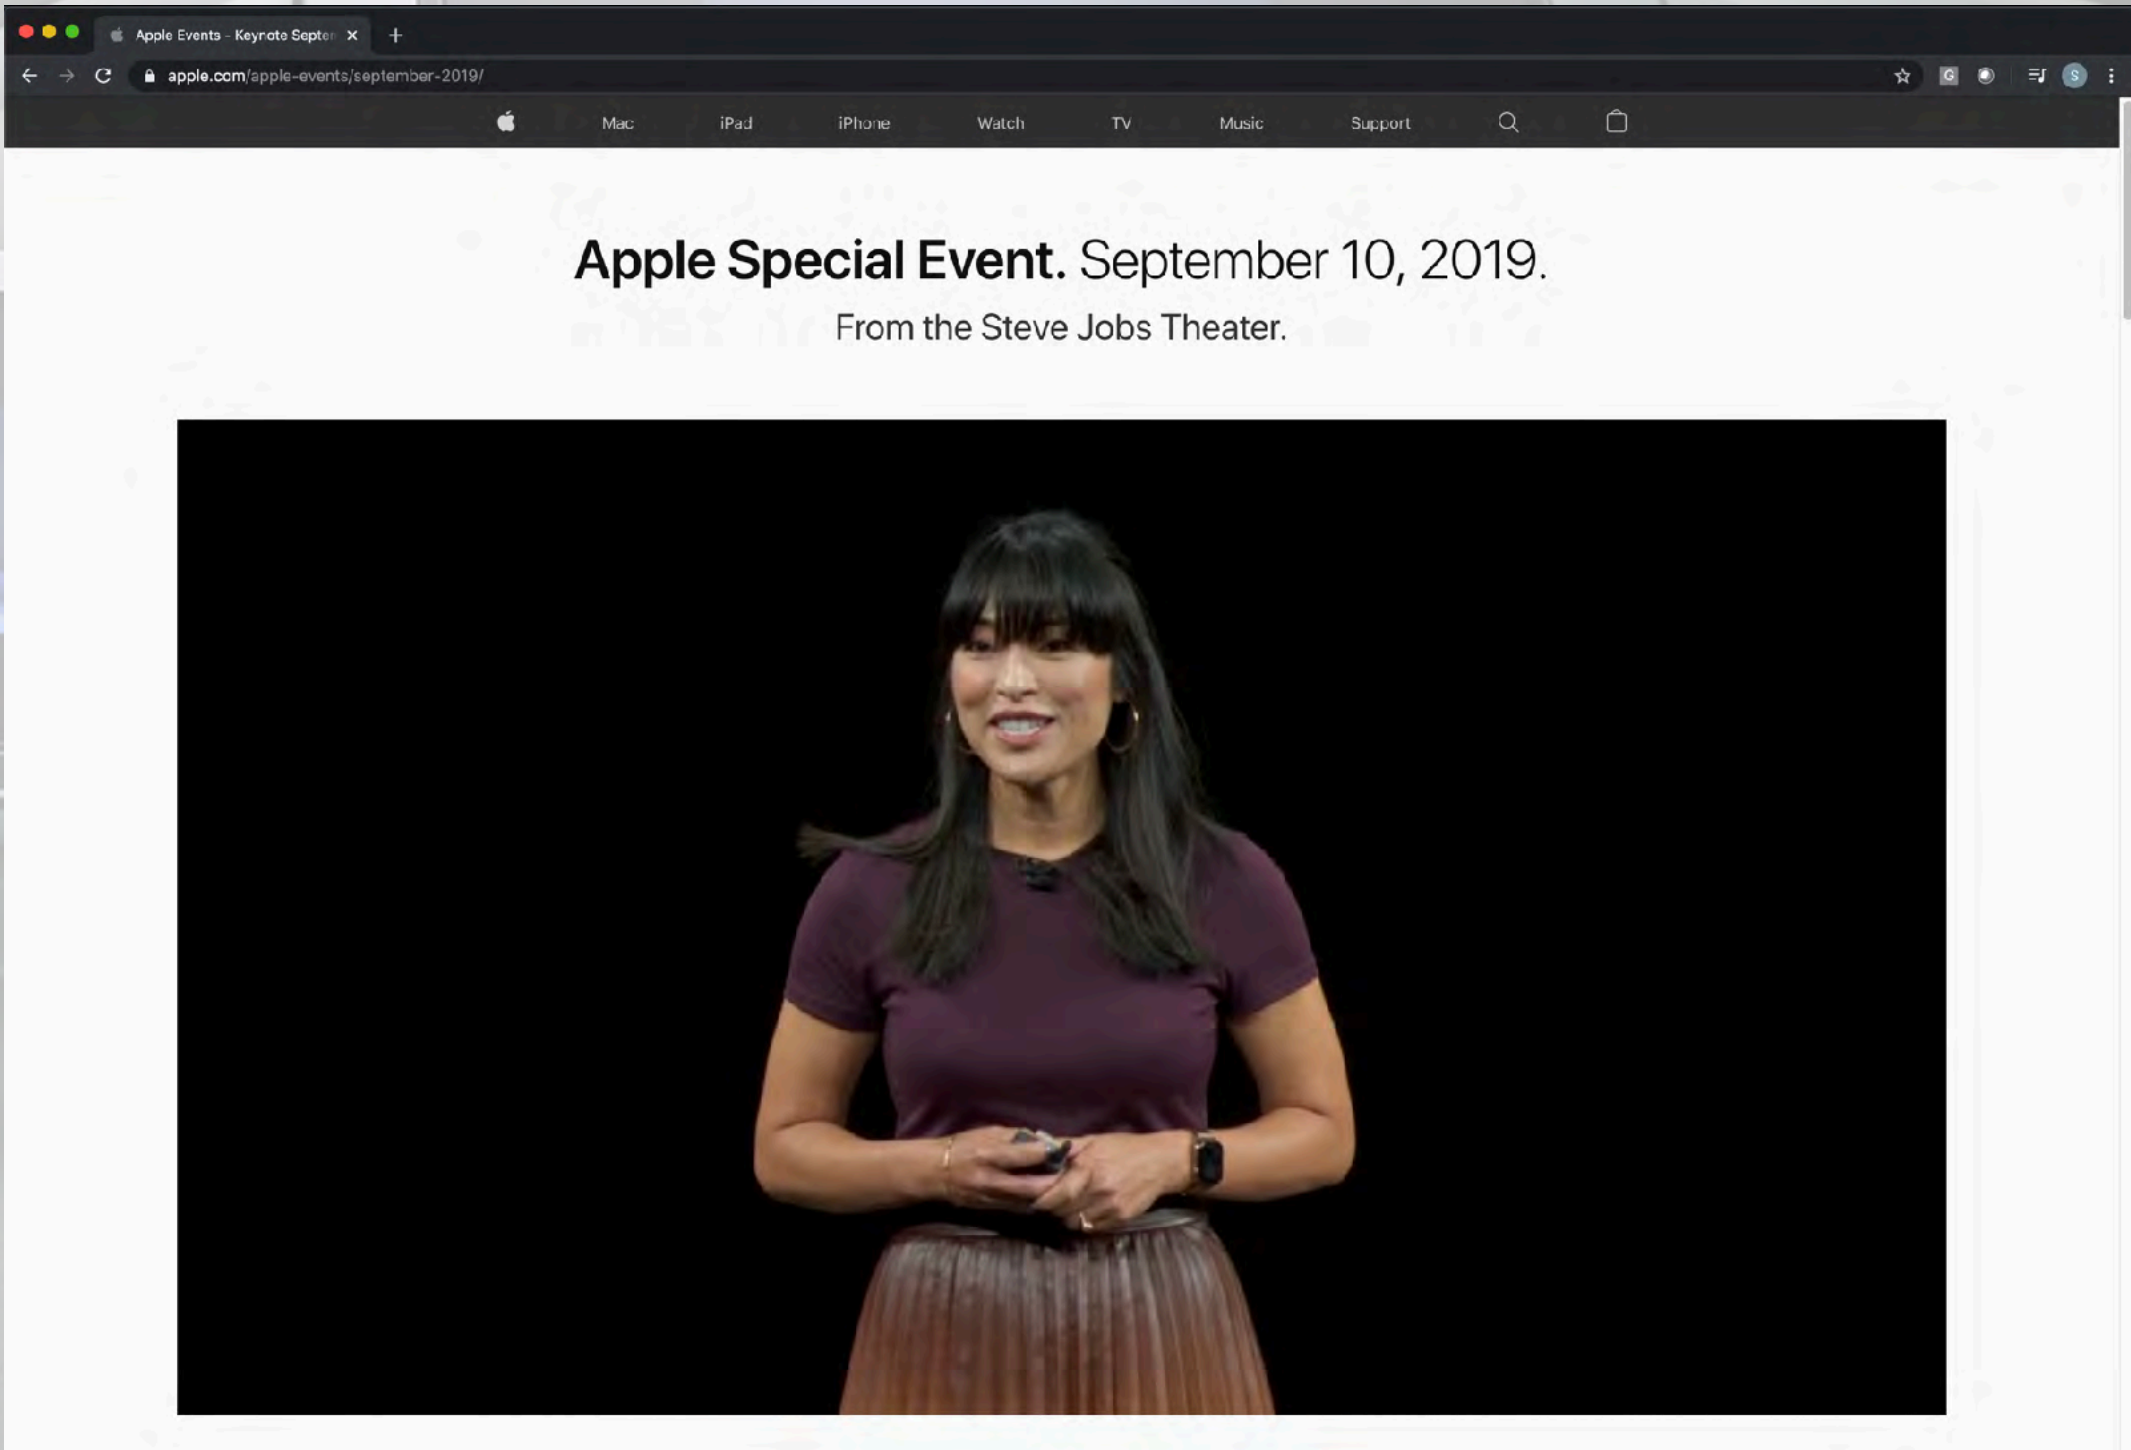 Apple Events - Keynote Septem
apple.com/apple-events/september-2019/
G
S
Mac iPad iPhone Watch TV Music Support
Apple Special Event. September 10, 2019.
From the Steve Jobs Theater.